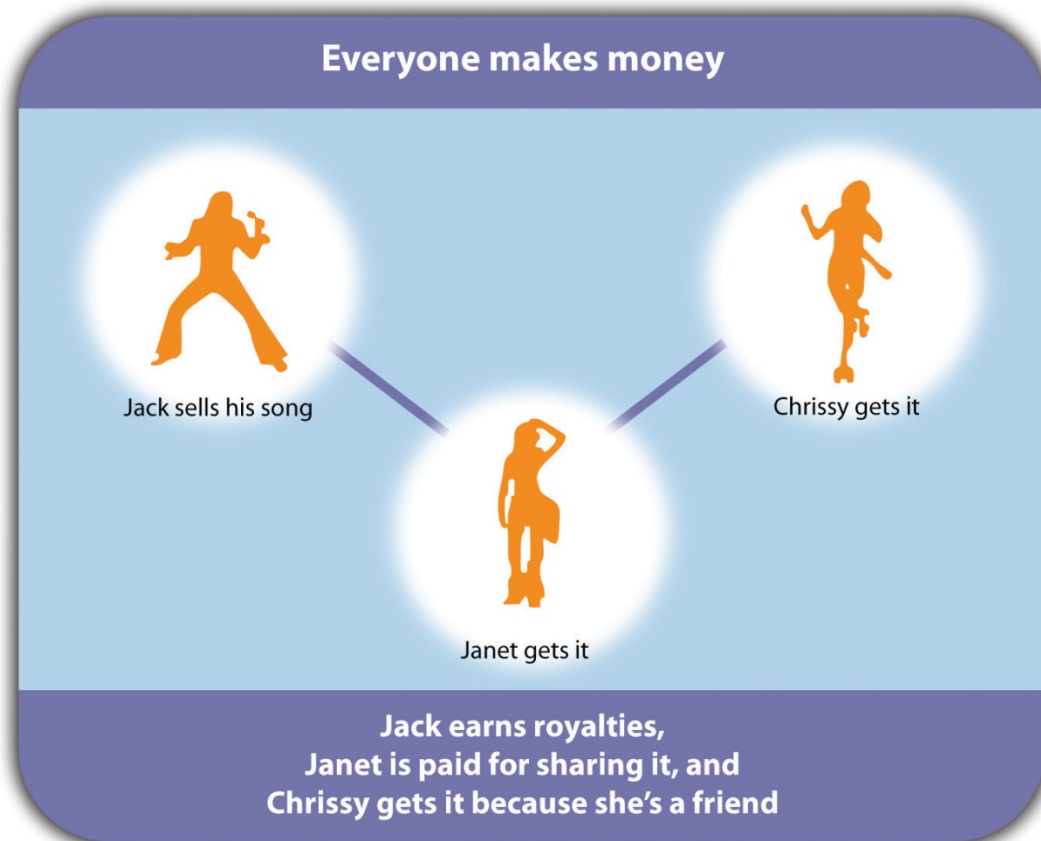 Everyone makes money
Jack sells his song
Chrissy gets it
Janet gets it
Jack earns royalties,
Janet is paid for sharing it, and
Chrissy gets it because she's a friend